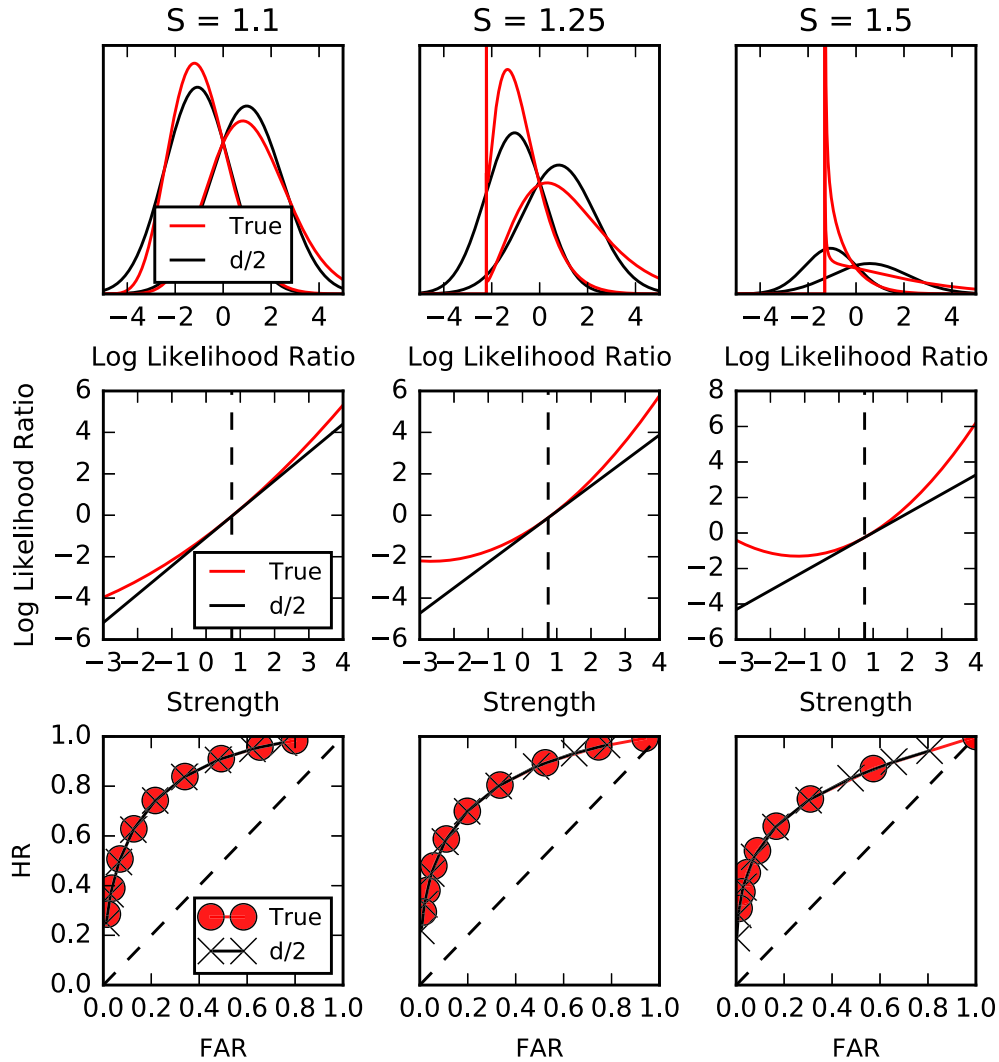 S = 1.1 S = 1.25 S = 1.5
True
d/2
−4 −2 0 2 4 −4 −2 0 2 4 −4 −2 0 2 4
Log Likelihood Ratio Log Likelihood Ratio Log Likelihood Ratio
Log Likelihood Ratio
6 4 2 0 −2 −4 −6
6 4 2 0 −2 −4 −6
8 6 4 2 0 −2 −4 −6
True
d/2
−3 −2 −1 0 1 2 3 4 −3 −2 −1 0 1 2 3 4 −3 −2 −1 0 1 2 3 4
Strength Strength Strength
HR
1.0 0.8 0.6 0.4 0.2 0.0
True
d/2
0.0 0.2 0.4 0.6 0.8 1.0 0.0 0.2 0.4 0.6 0.8 1.0 0.0 0.2 0.4 0.6 0.8 1.0
FAR FAR FAR